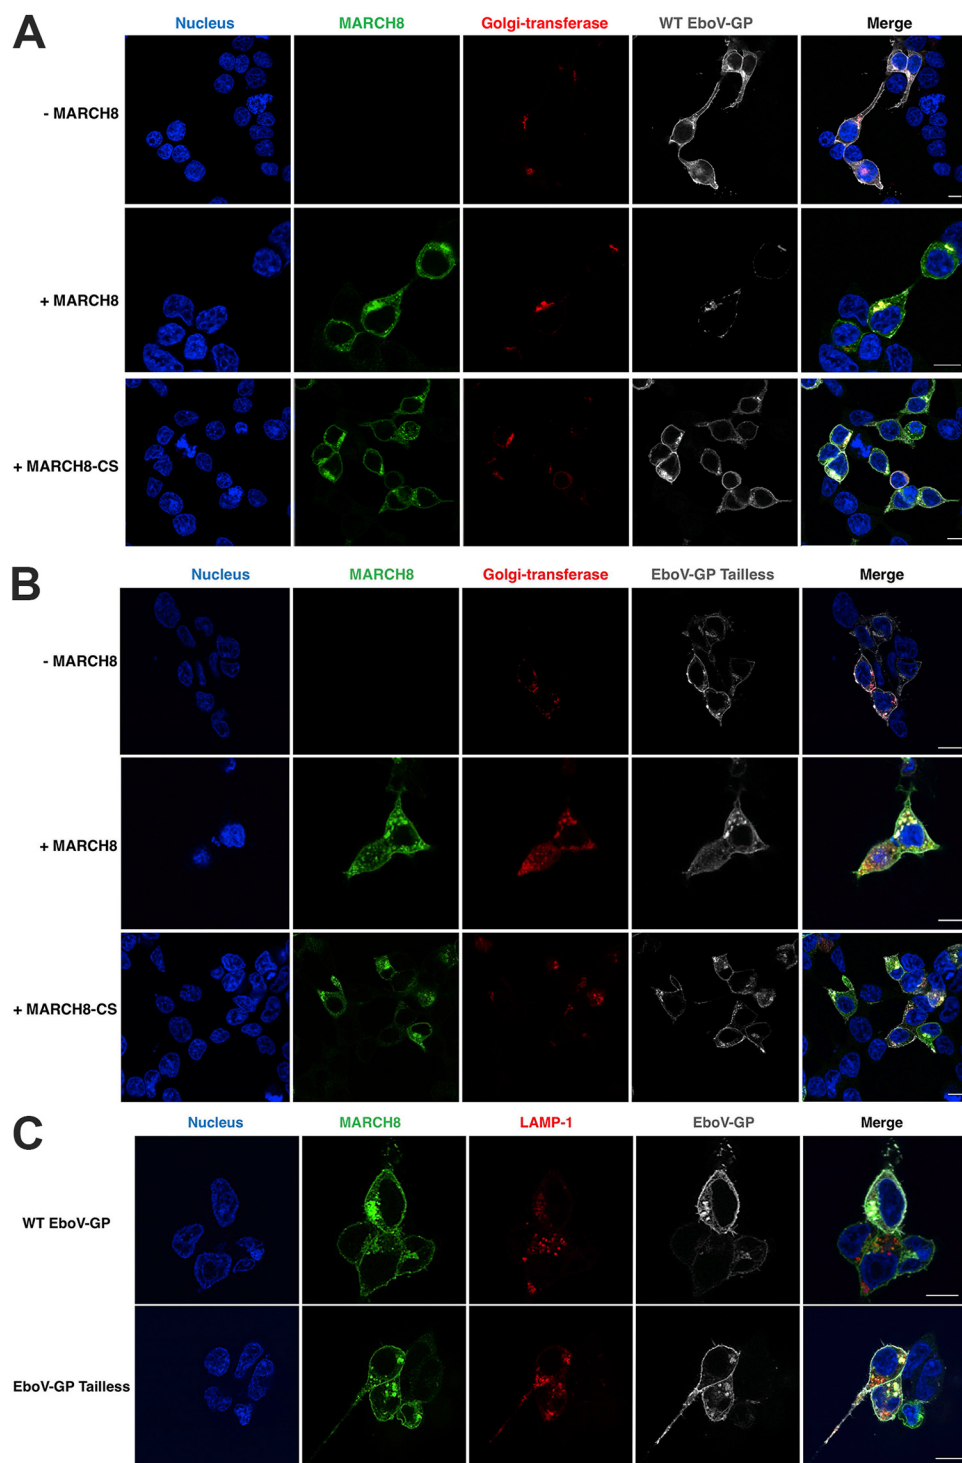 A
Nucleus MARCH8 Golgi-transferase WT EboV-GP Merge
- MARCH8
+ MARCH8
+ MARCH8-CS
B
Nucleus MARCH8 Golgi-transferase EboV-GP Tailless Merge
- MARCH8
+ MARCH8
+ MARCH8-CS
C
Nucleus MARCH8 LAMP-1 EboV-GP Merge
WT EboV-GP
EboV-GP Tailless